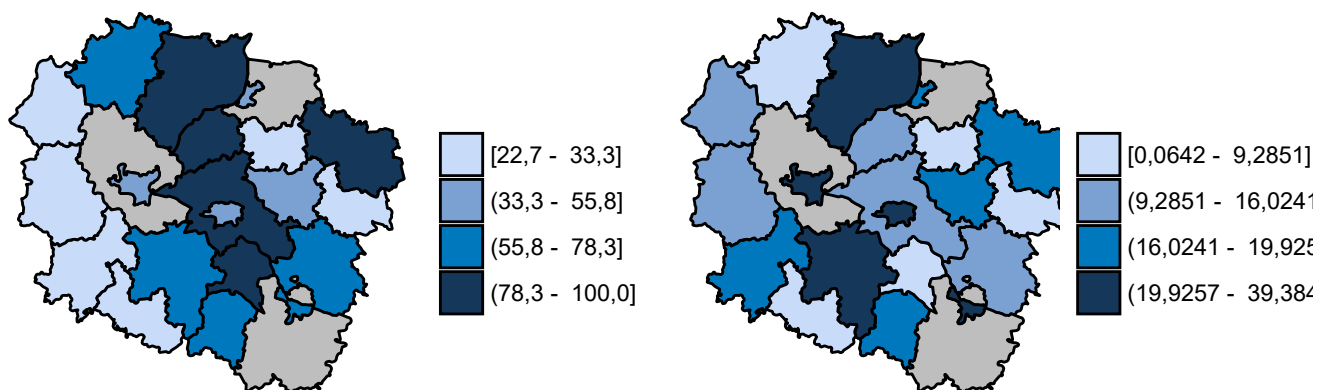 [22,7 - 33,3]
(33,3 - 55,8]
(55,8 - 78,3]
(78,3 - 100,0]
[0,0642 - 9,2851]
(9,2851 - 16,0241
(16,0241 - 19,925
(19,9257 - 39,384